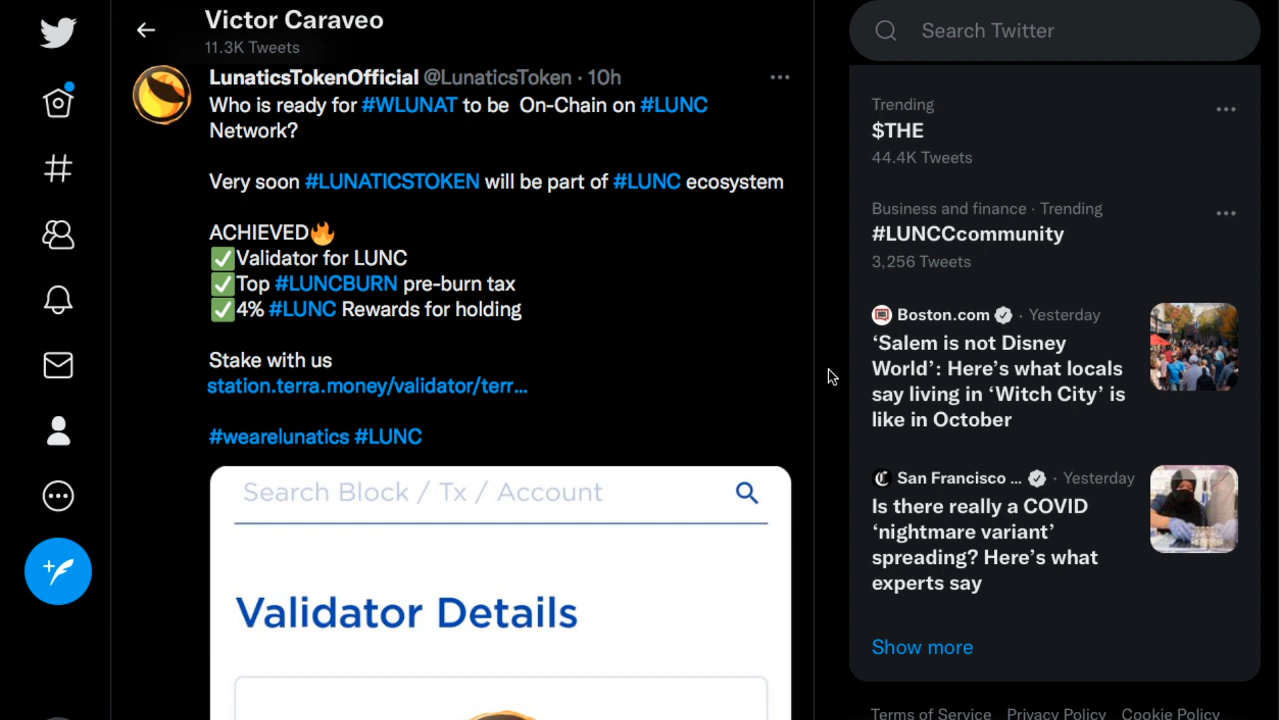 Victor Caraveo
11.3K Tweets
LunaticsTokenOfficial @LunaticsToken · 10h
Who is ready for #WLUNAT to be On-Chain on #LUNC
Network?
Very soon #LUNATICSTOKEN will be part of #LUNC ecosystem
ACHIEVED🔥
✅Validator for LUNC
✅Top #LUNCBURN pre-burn tax
✅4% #LUNC Rewards for holding
Stake with us
station.terra.money/validator/terr...
#wearelunatics #LUNC
Search Block / Tx / Account
Validator Details
Search Twitter
Trending
$THE
44.4K Tweets
Business and finance · Trending
#LUNCCcommunity
3,256 Tweets
Boston.com · Yesterday
‘Salem is not Disney
World’: Here’s what locals
say living in ‘Witch City’ is
like in October
San Francisco ... · Yesterday
Is there really a COVID
‘nightmare variant’
spreading? Here’s what
experts say
Show more
Terms of Service Privacy Policy Cookie Policy